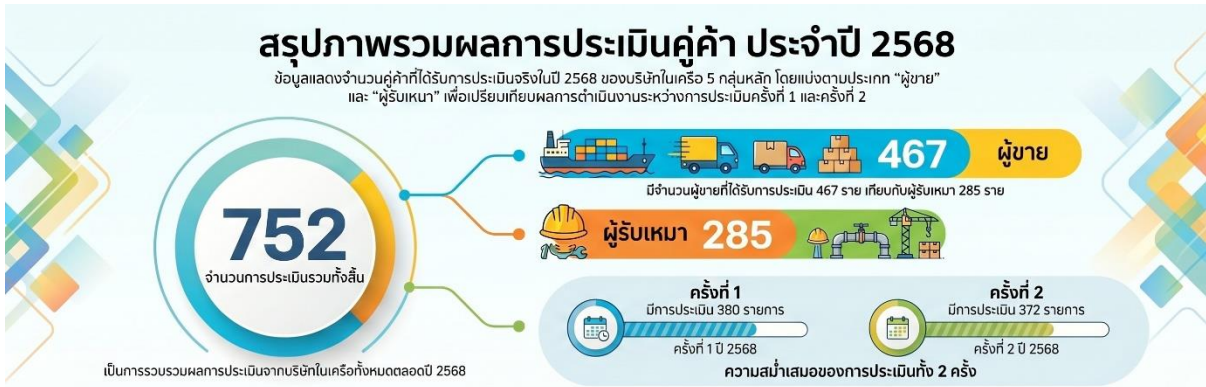 สรุปภาพรวมผลการประเมินคู่ค้า ประจำปี 2568
ข้อมูลแสดงจำนวนคู่ค้าที่ได้รับการประเมินจริงในปี 2568 ของบริษัทในเครือ 5 กลุ่มหลัก โดยแบ่งตามประเภท “ผู้ขาย”
และ “ผู้รับเหมา” เพื่อเปรียบเทียบผลการดำเนินงานระหว่างการประเมินครั้งที่ 1 และครั้งที่ 2
752
จำนวนการประเมินรวมทั้งสิ้น
เป็นการรวบรวมผลการประเมินจากบริษัทในเครือทั้งหมดตลอดปี 2568
467 ผู้ขาย
มีจำนวนผู้ขายที่ได้รับการประเมิน 467 ราย เทียบกับผู้รับเหมา 285 ราย
ผู้รับเหมา 285
ครั้งที่ 1
มีการประเมิน 380 รายการ
ครั้งที่ 1 ปี 2568
ครั้งที่ 2
มีการประเมิน 372 รายการ
ครั้งที่ 2 ปี 2568
ความสม่ำเสมอของการประเมินทั้ง 2 ครั้ง